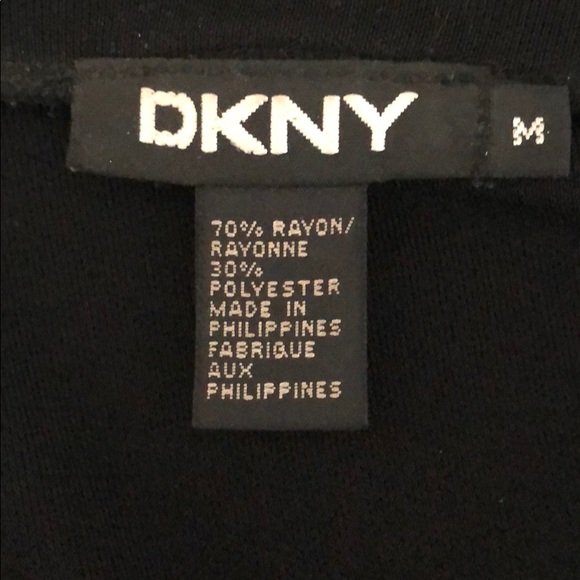 DKNY
M
70% RAYON/
RAYONNE
30%
POLYESTER
MADE IN
PHILIPPINES
FABRIQUE
AUX
PHILIPPINES